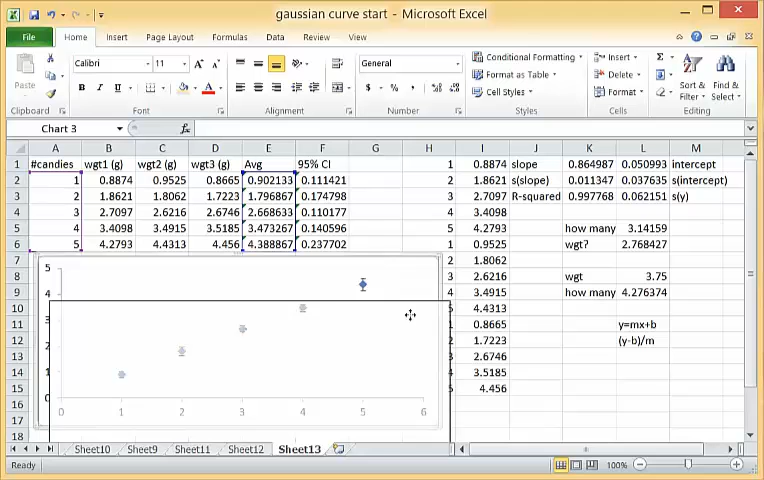 gaussian curve start - Microsoft Excel
File Home Insert Page Layout Formulas Data Review View
Calibri 11 General Conditional Formatting Insert
Paste B I U A $ % , Format as Table Delete Sort & Find &
Cell Styles Format Filter Select
Clipboard Font Alignment Number Styles Cells Editing
Chart 3 fx
A B C D E F G H I J K L M
1 #candies wgt1 (g) wgt2 (g) wgt3 (g) Avg 95% CI 1 0.8874 slope 0.864987 0.050993 intercept
2 1 0.8874 0.9525 0.8665 0.902133 0.111421 2 1.8621 s(slope) 0.011347 0.037635 s(intercept)
3 2 1.8621 1.8062 1.7223 1.796867 0.174798 3 2.7097 R-squared 0.997768 0.062151 s(y)
4 3 2.7097 2.6216 2.6746 2.668633 0.110177 4 3.4098
5 4 3.4098 3.4915 3.5185 3.473267 0.140596 5 4.2793 how many 3.14159
6 5 4.2793 4.4313 4.456 4.388867 0.237702 1 0.9525 wgt? 2.768427
7 2 1.8062
8 3 2.6216 wgt 3.75
9 4 3.4915 how many 4.276374
10 5 4.4313
11 1 0.8665 y=mx+b
12 2 1.7223 (y-b)/m
13 3 2.6746
14 4 3.5185
15 5 4.456
16
17
18
5
4
3
2
1
0
0 1 2 3 4 5 6
Sheet10 Sheet9 Sheet11 Sheet12 Sheet13
Ready 100%